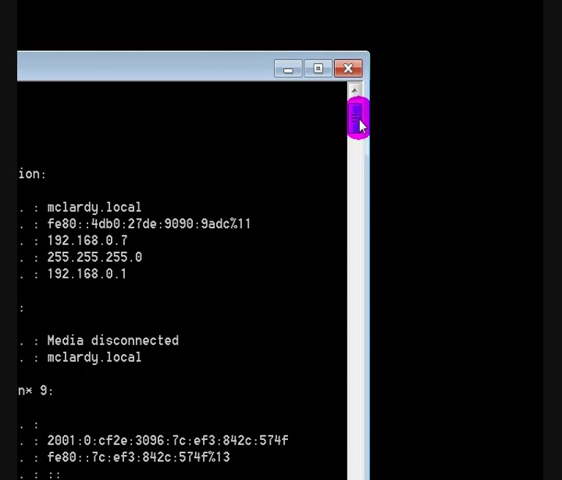 ion:
. : mclardy.local
. : fe80::4db0:27de:9090:9adc%11
. : 192.168.0.7
. : 255.255.255.0
. : 192.168.0.1
:
. : Media disconnected
. : mclardy.local
n* 9:
. :
. : 2001:0:cf2e:3096:7c:ef3:842c:574f
. : fe80::7c:ef3:842c:574f%13
. : ::